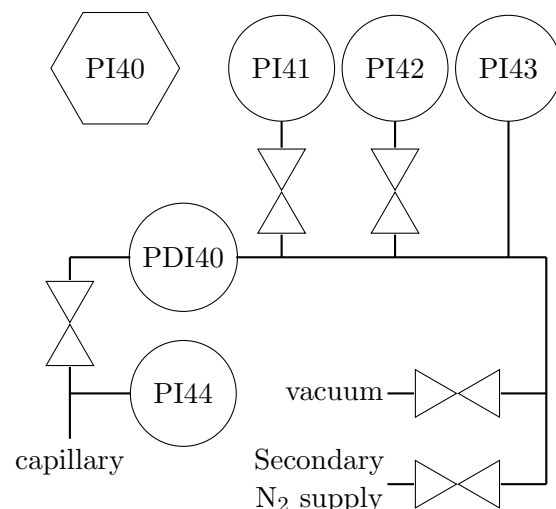 PI40
PI41
PI42
PI43
PDI40
PI44
vacuum
capillary
Secondary
N₂ supply